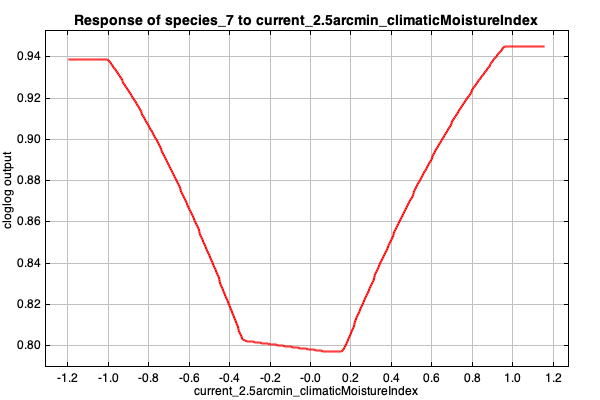 Response of species_7 to current_2.5arcmin_climaticMoistureIndex
cloglog output
0.94
0.92
0.90
0.88
0.86
0.84
0.82
0.80
-1.2 -1.0 -0.8 -0.6 -0.4 -0.2 -0.0 0.2 0.4 0.6 0.8 1.0 1.2
current_2.5arcmin_climaticMoistureIndex